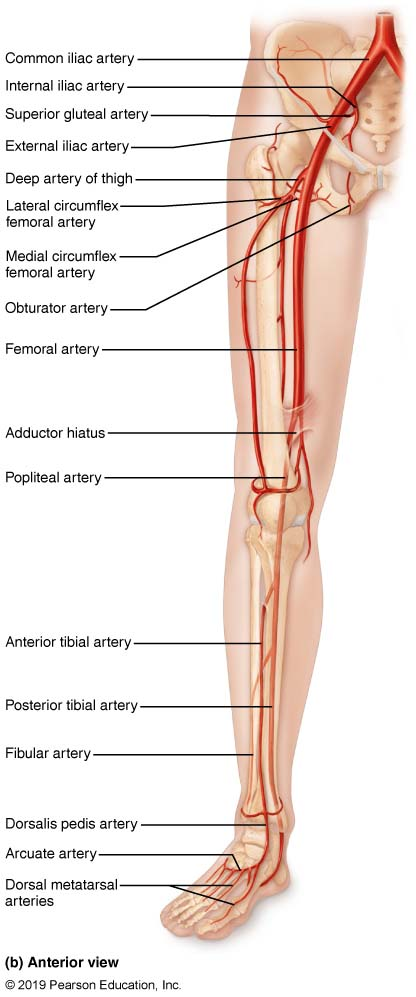 Common iliac artery
Internal iliac artery
Superior gluteal artery
External iliac artery
Deep artery of thigh
Lateral circumflex
femoral artery
Medial circumflex
femoral artery
Obturator artery
Femoral artery
Adductor hiatus
Popliteal artery
Anterior tibial artery
Posterior tibial artery
Fibular artery
Dorsalis pedis artery
Arcuate artery
Dorsal metatarsal
arteries
(b) Anterior view
© 2019 Pearson Education, Inc.